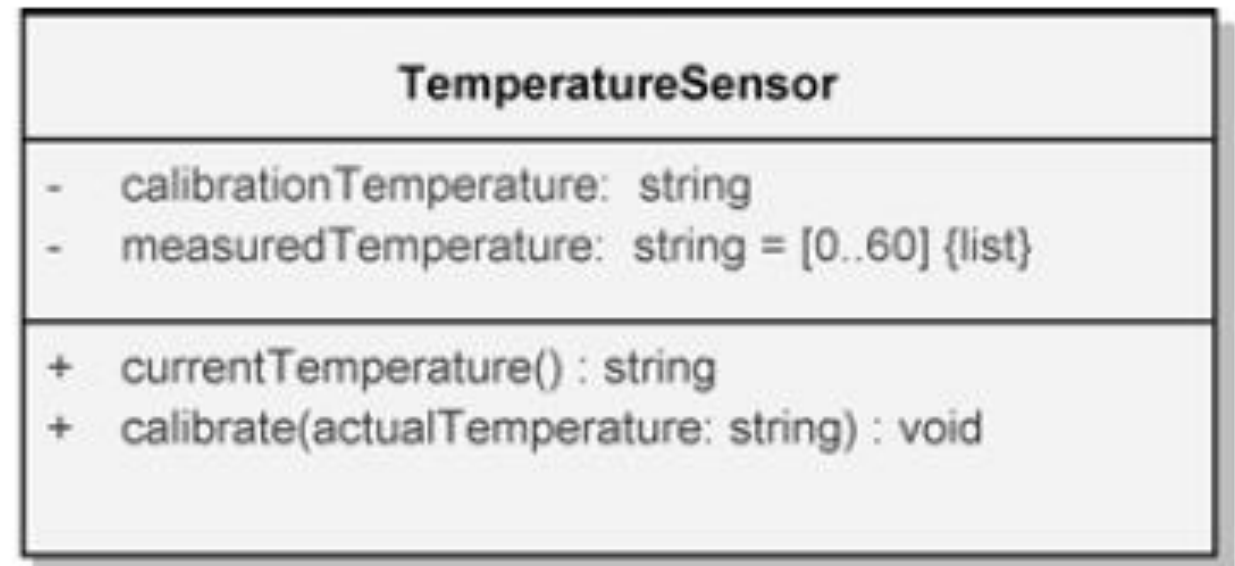 TemperatureSensor
- calibrationTemperature: string
- measuredTemperature: string = [0..60] {list}
+ currentTemperature() : string
+ calibrate(actualTemperature: string) : void